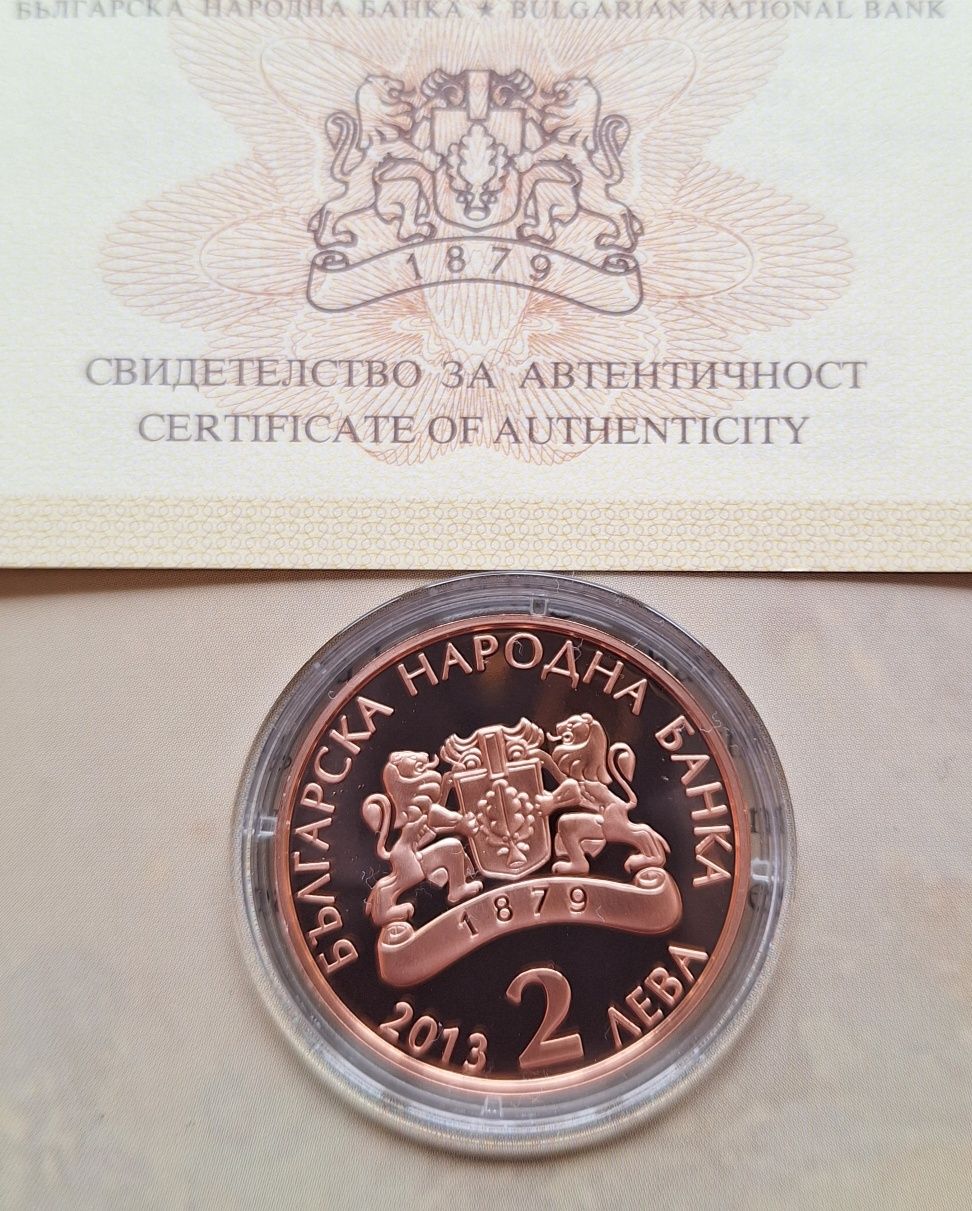 БЪЛГАРСКА НАРОДНА БАНКА ★ BULGARIAN NATIONAL BANK
1879
СВИДЕТЕЛСТВО ЗА АВТЕНТИЧНОСТ
CERTIFICATE OF AUTHENTICITY
БЪЛГАРСКА НАРОДНА БАНКА
1879
2013 2 ЛЕВА